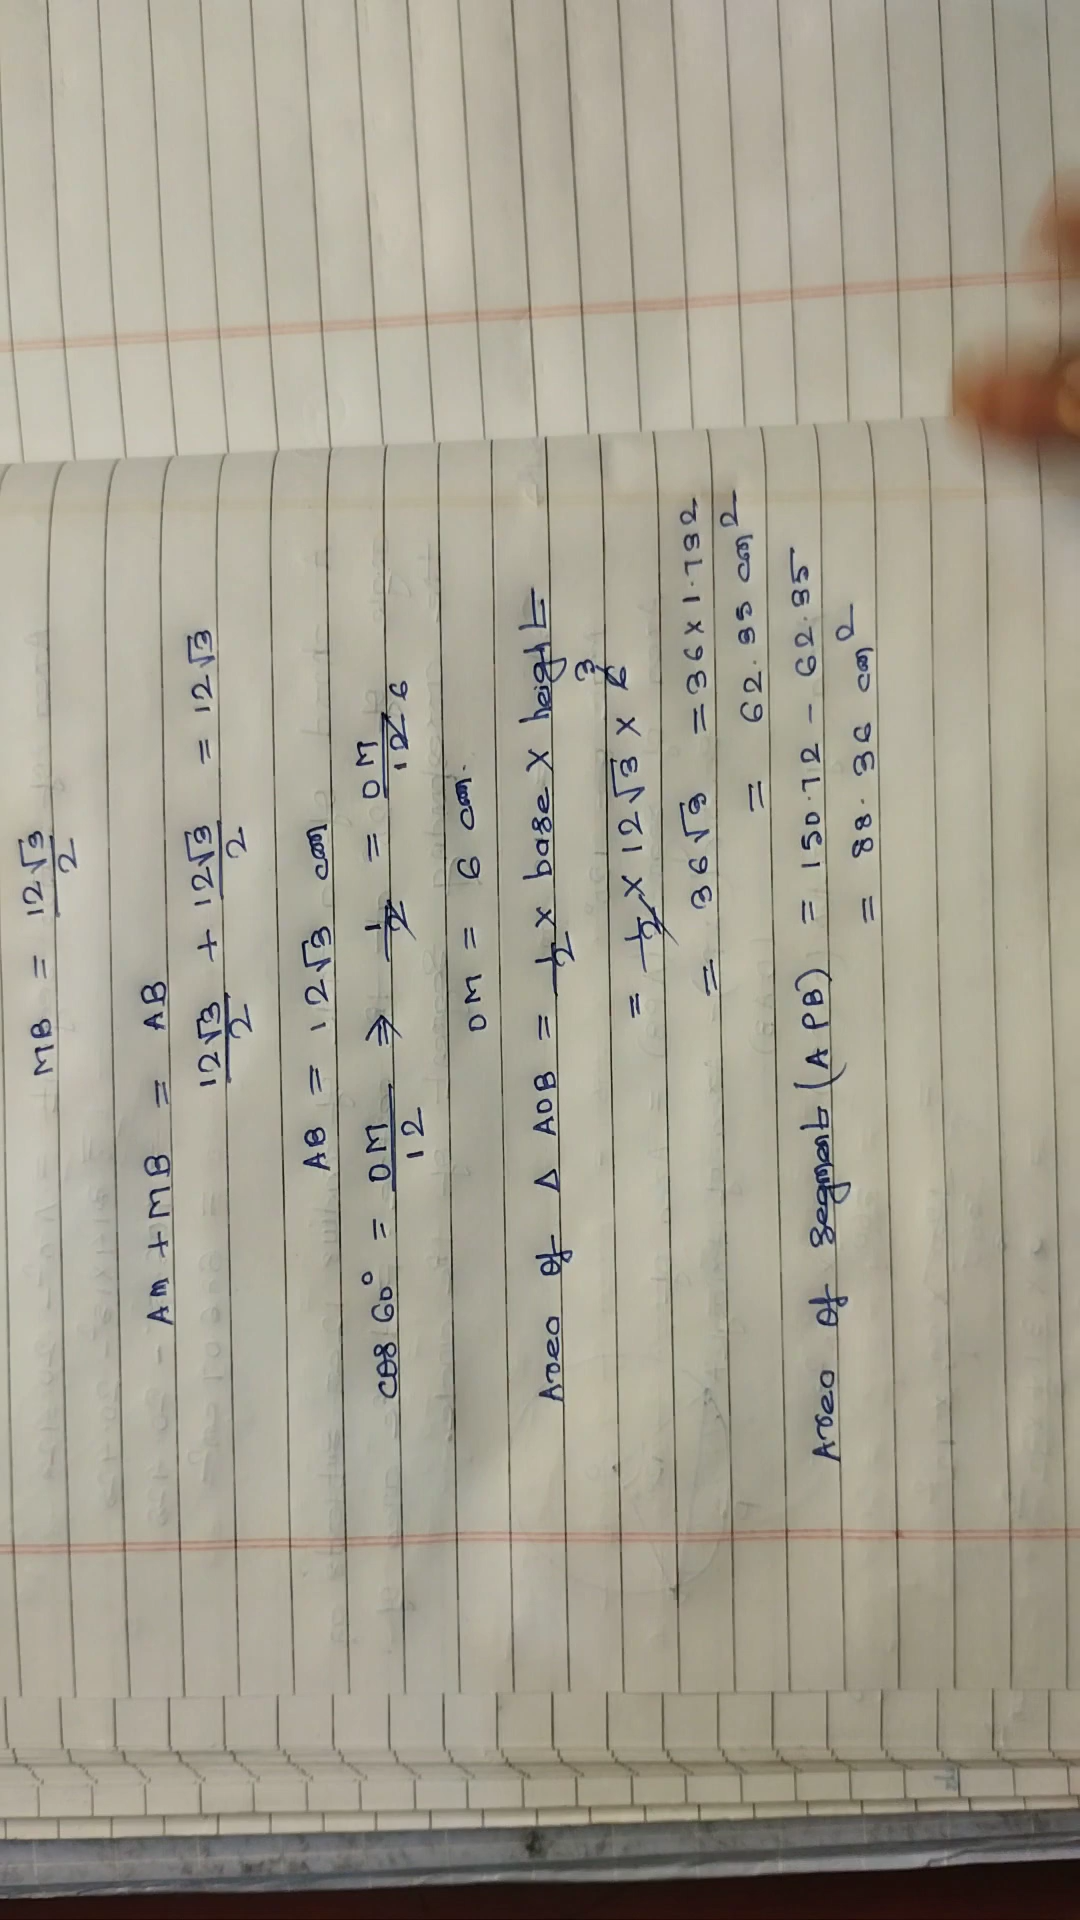 MB = 12√3/2
Am + MB = AB
12√3/2 + 12√3/2 = 12√3
AB = 12√3 cm
cos 60° = OM/12 ⇒ 1/2 = OM/12 6
OM = 6 cm.
Area of Δ AOB = 1/2 × base × height
= 1/2 × 12√3 × 6 3
= 36√3 = 36 × 1.732
= 62.35 cm²
Area of segment (APB) = 150.72 - 62.35
= 88.36 cm²